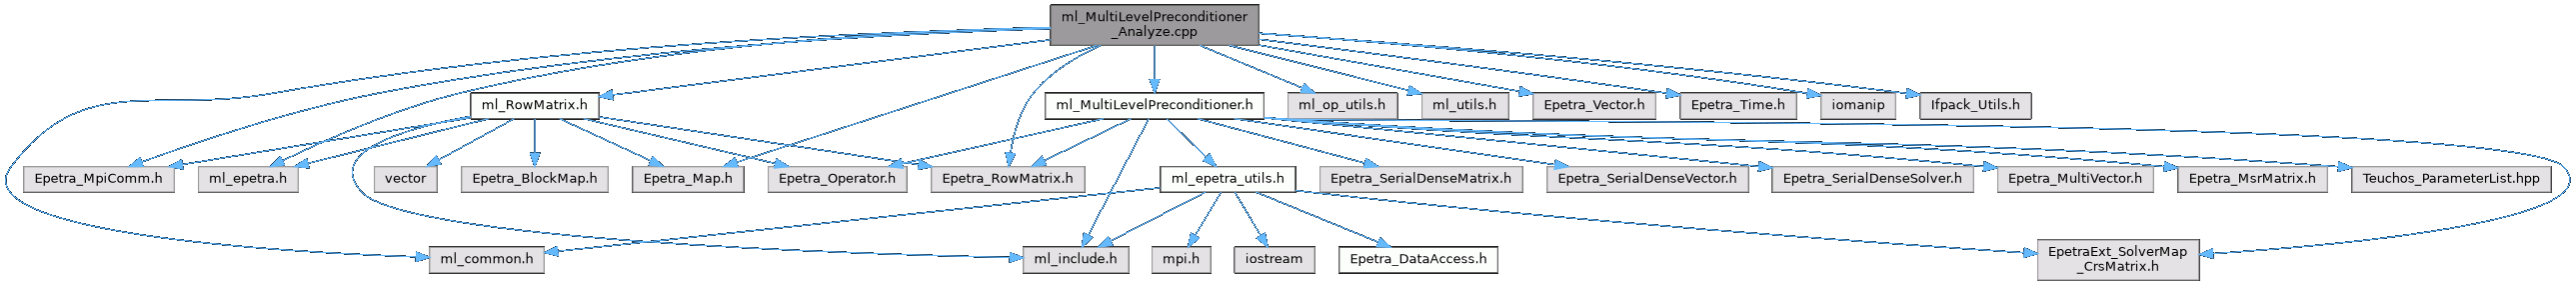 ml_MultiLevelPreconditioner
_Analyze.cpp
ml_RowMatrix.h
ml_MultiLevelPreconditioner.h
ml_op_utils.h
ml_utils.h
Epetra_Vector.h
Epetra_Time.h
iomanip
Ifpack_Utils.h
Epetra_MpiComm.h
ml_epetra.h
vector
Epetra_BlockMap.h
Epetra_Map.h
Epetra_Operator.h
Epetra_RowMatrix.h
ml_epetra_utils.h
Epetra_SerialDenseMatrix.h
Epetra_SerialDenseVector.h
Epetra_SerialDenseSolver.h
Epetra_MultiVector.h
Epetra_MsrMatrix.h
Teuchos_ParameterList.hpp
ml_common.h
ml_include.h
mpi.h
iostream
Epetra_DataAccess.h
EpetraExt_SolverMap
_CrsMatrix.h